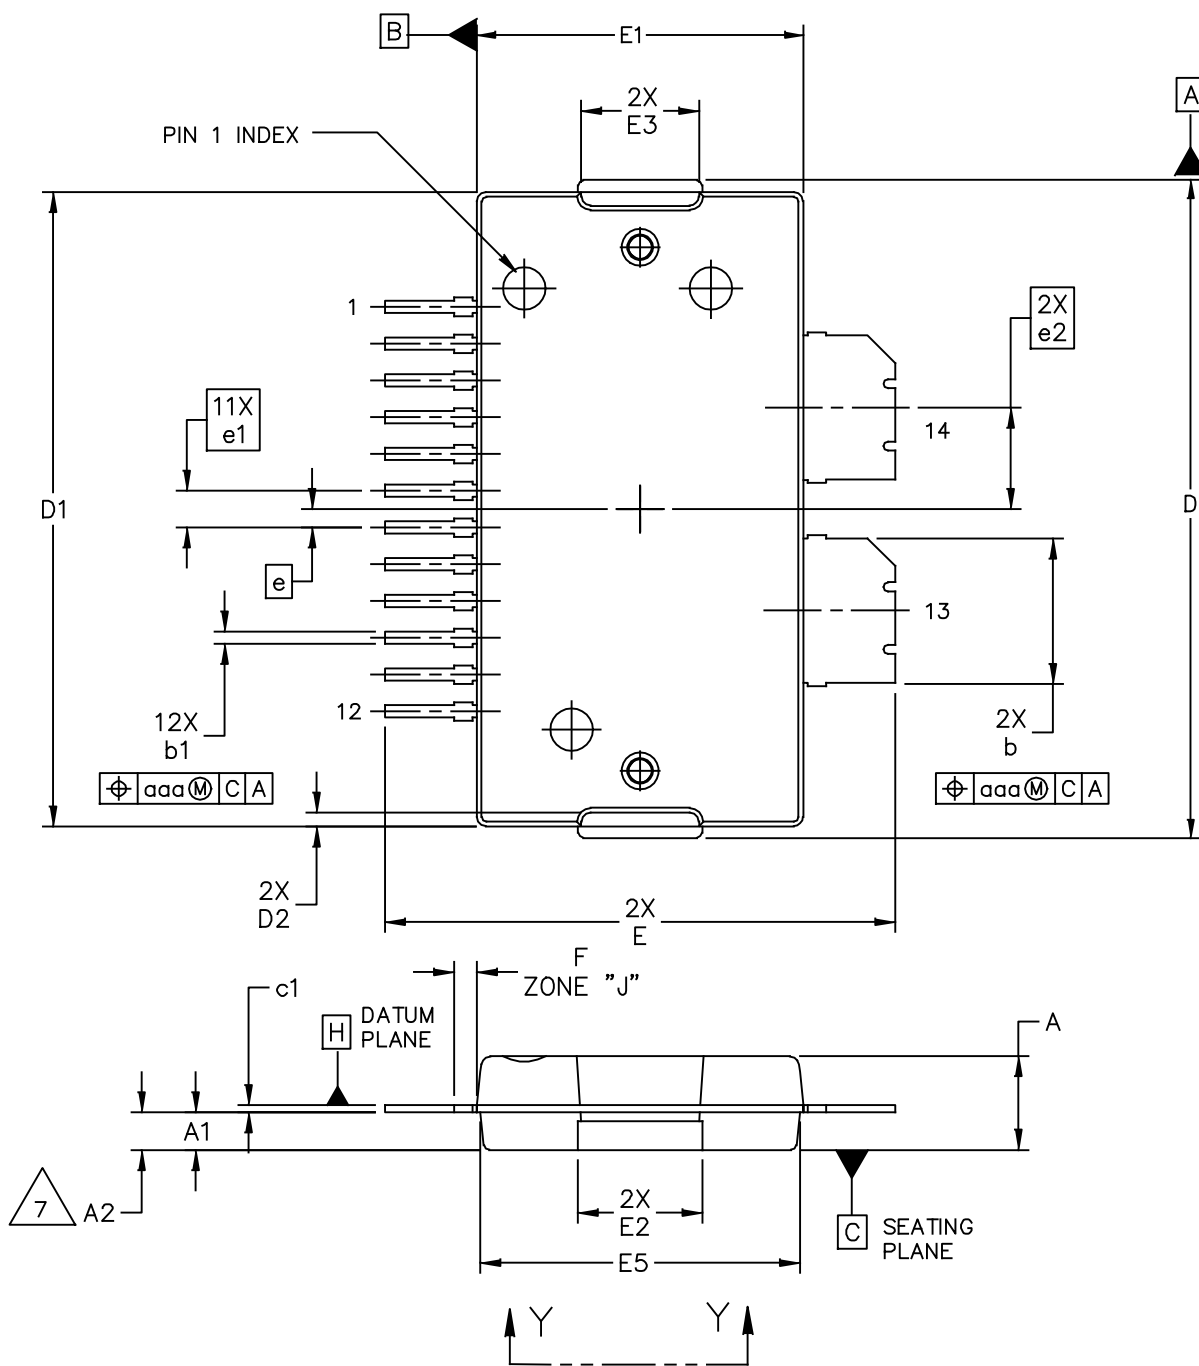 B
E1
2X
E3
A
PIN 1 INDEX
1
2X
e2
11X
e1
14
D1
D
e
13
12X
b1
12
2X
b
⌖ aaa Ⓜ C A
⌖ aaa Ⓜ C A
2X
D2
2X
E
F
ZONE "J"
c1
H
DATUM
PLANE
A
A1
7
A2
2X
E2
C
SEATING
PLANE
E5
Y
Y